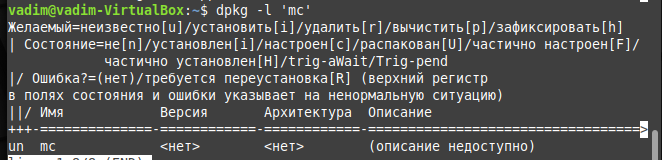 vadim@vadim-VirtualBox:~$ dpkg -l 'mc'
Желаемый=неизвестно[u]/установить[i]/удалить[r]/вычистить[p]/зафиксировать[h]
| Состояние=не[n]/установлен[i]/настроен[c]/распакован[U]/частично настроен[F]/
            частично установлен[H]/trig-aWait/Trig-pend
|/ Ошибка?=(нет)/требуется переустановка[R] (верхний регистр
в полях состояния и ошибки указывает на ненормальную ситуацию)
||/ Имя            Версия       Архитектура  Описание
+++-==============-============-============-=================================>
un  mc             <нет>        <нет>        (описание недоступно)